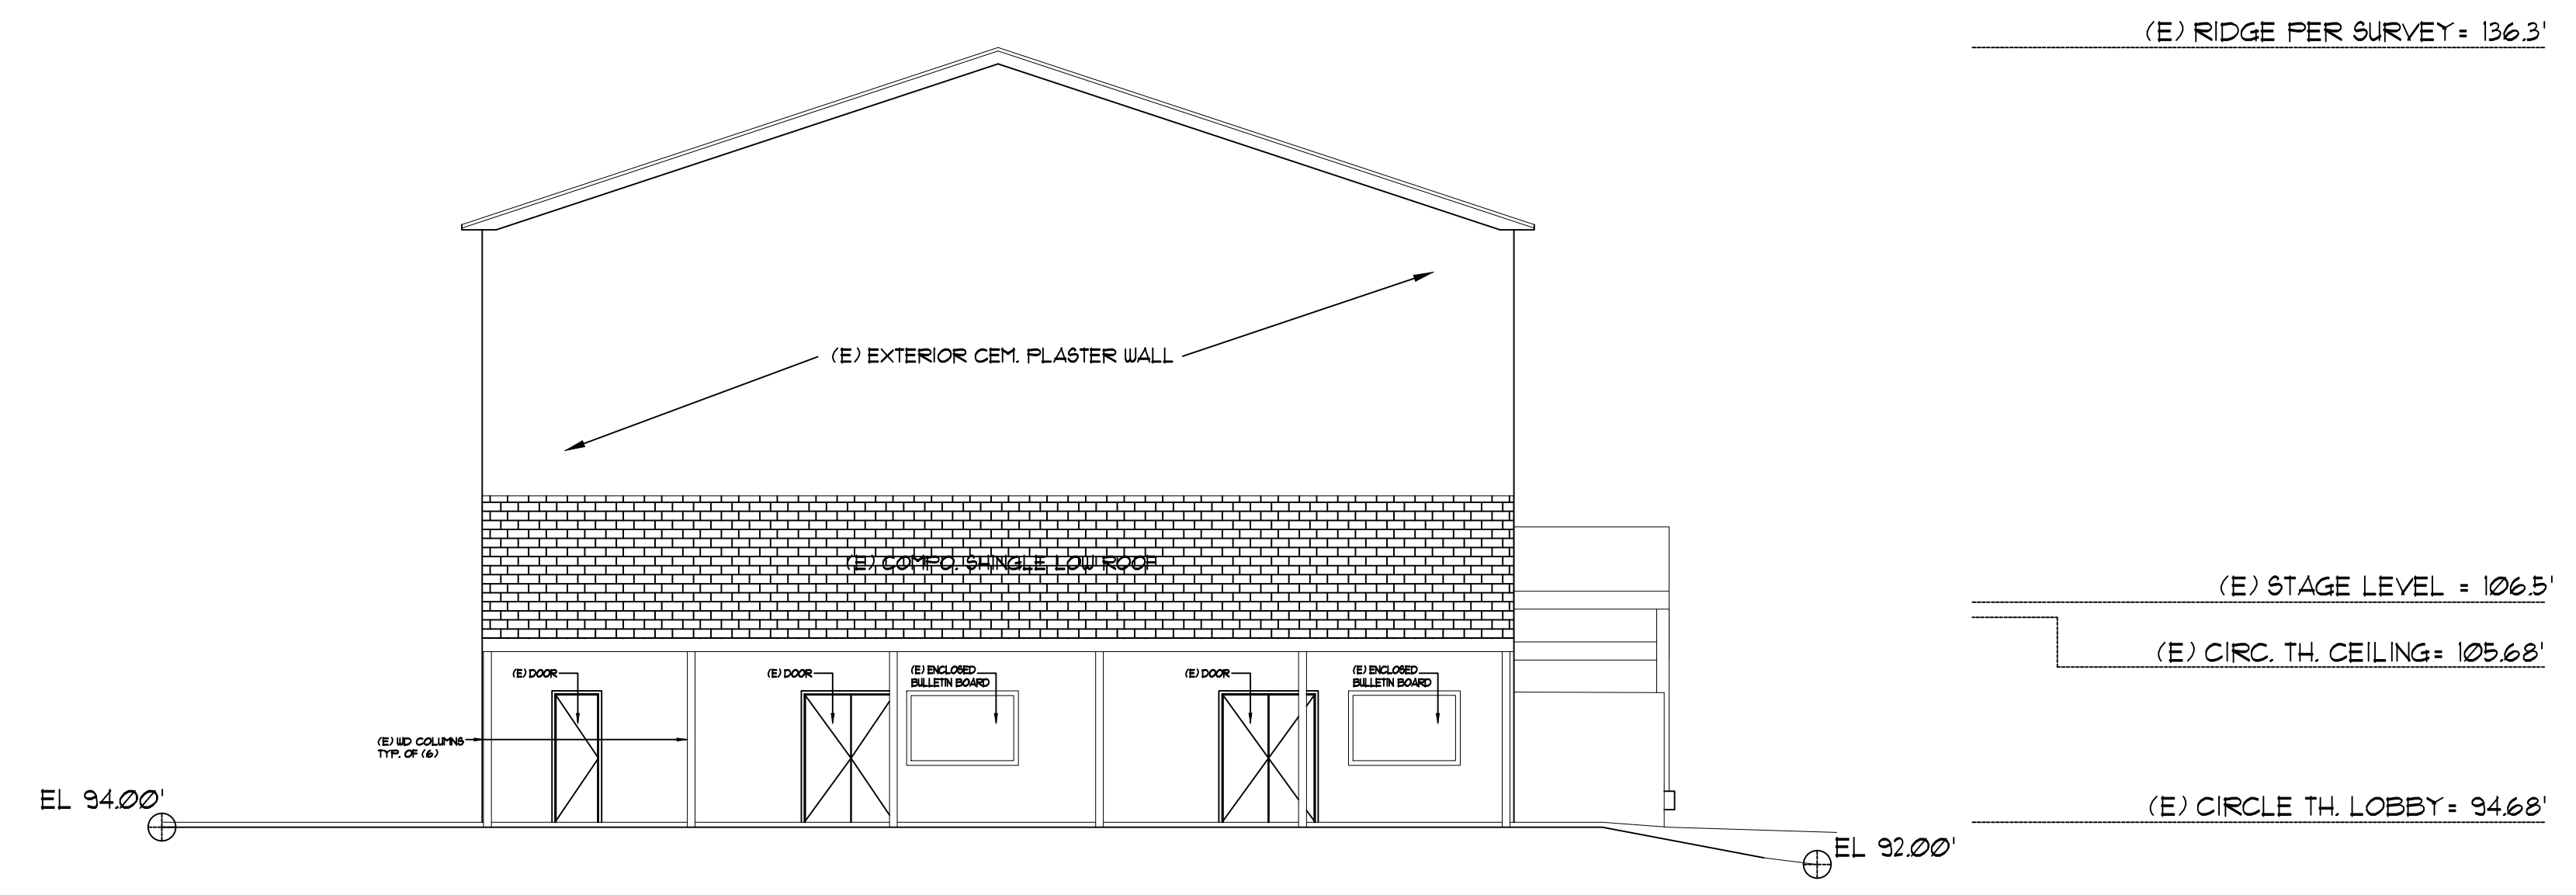 (E) RIDGE PER SURVEY= 136.3'
(E) EXTERIOR CEM. PLASTER WALL
(E) COMPO. SHINGLE LOW ROOF
(E) STAGE LEVEL = 106.5'
(E) CIRC. TH. CEILING= 105.68'
(E) DOOR
(E) DOOR
(E) ENCLOSED
BULLETIN BOARD
(E) DOOR
(E) ENCLOSED
BULLETIN BOARD
(E) WD COLUMNS
TYP. OF (6)
EL 94.00'
(E) CIRCLE TH. LOBBY= 94.68'
EL 92.00'